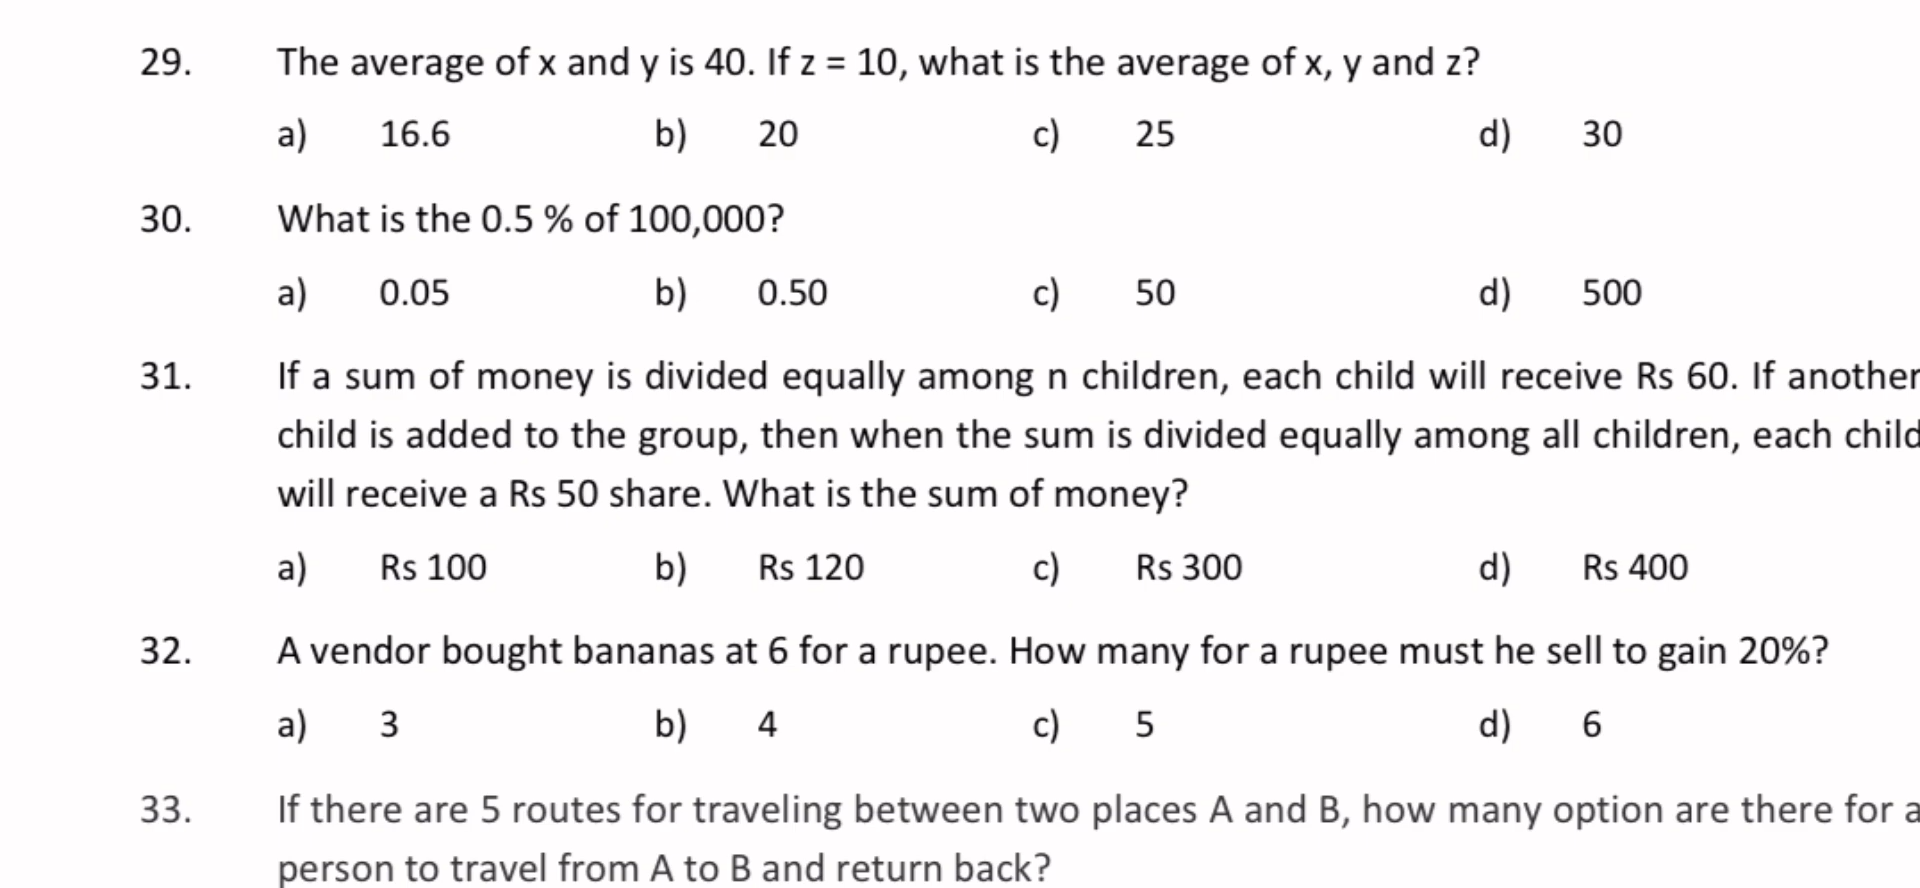 29. The average of x and y is 40. If z = 10, what is the average of x, y and z?
a) 16.6 b) 20 c) 25 d) 30
30. What is the 0.5 % of 100,000?
a) 0.05 b) 0.50 c) 50 d) 500
31. If a sum of money is divided equally among n children, each child will receive Rs 60. If another
child is added to the group, then when the sum is divided equally among all children, each child
will receive a Rs 50 share. What is the sum of money?
a) Rs 100 b) Rs 120 c) Rs 300 d) Rs 400
32. A vendor bought bananas at 6 for a rupee. How many for a rupee must he sell to gain 20%?
a) 3 b) 4 c) 5 d) 6
33. If there are 5 routes for traveling between two places A and B, how many option are there for a
person to travel from A to B and return back?